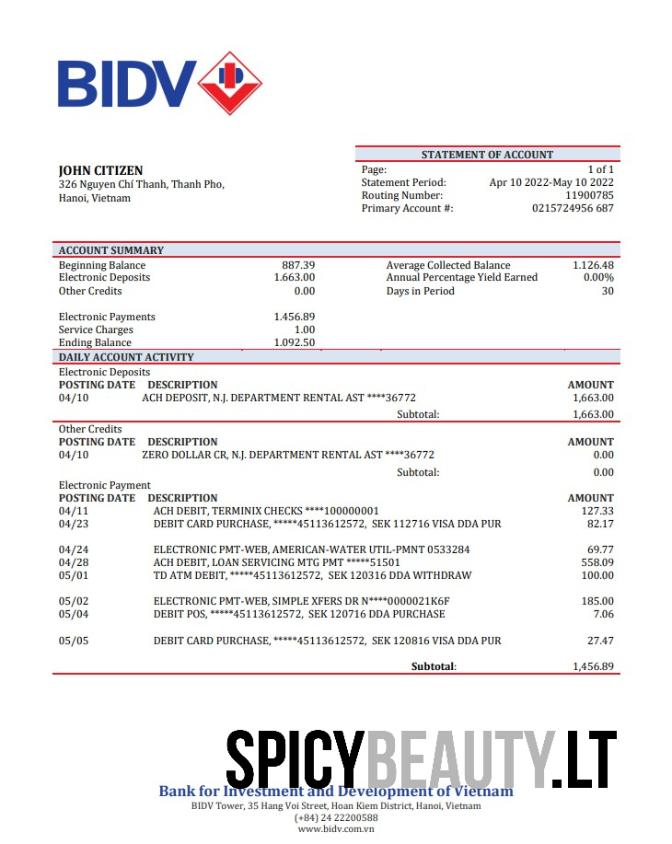 BIDV
STATEMENT OF ACCOUNT
JOHN CITIZEN
326 Nguyen Chí Thanh, Thanh Pho,
Hanoi, Vietnam
Page: 1 of 1
Statement Period: Apr 10 2022-May 10 2022
Routing Number: 11900785
Primary Account #: 0215724956 687
ACCOUNT SUMMARY
Beginning Balance 887.39 Average Collected Balance 1.126.48
Electronic Deposits 1.663.00 Annual Percentage Yield Earned 0.00%
Other Credits 0.00 Days in Period 30
Electronic Payments 1.456.89
Service Charges 1.00
Ending Balance 1.092.50
DAILY ACCOUNT ACTIVITY
Electronic Deposits
POSTING DATE DESCRIPTION AMOUNT
04/10 ACH DEPOSIT, N.J. DEPARTMENT RENTAL AST ****36772 1,663.00
Subtotal: 1,663.00
Other Credits
POSTING DATE DESCRIPTION AMOUNT
04/10 ZERO DOLLAR CR, N.J. DEPARTMENT RENTAL AST ****36772 0.00
Subtotal: 0.00
Electronic Payment
POSTING DATE DESCRIPTION AMOUNT
04/11 ACH DEBIT, TERMINIX CHECKS ****100000001 127.33
04/23 DEBIT CARD PURCHASE, *****45113612572, SEK 112716 VISA DDA PUR 82.17
04/24 ELECTRONIC PMT-WEB, AMERICAN-WATER UTIL-PMNT 0533284 69.77
04/28 ACH DEBIT, LOAN SERVICING MTG PMT *****51501 558.09
05/01 TD ATM DEBIT, *****45113612572, SEK 120316 DDA WITHDRAW 100.00
05/02 ELECTRONIC PMT-WEB, SIMPLE XFERS DR N****0000021K6F 185.00
05/04 DEBIT POS, *****45113612572, SEK 120716 DDA PURCHASE 7.06
05/05 DEBIT CARD PURCHASE, *****45113612572, SEK 120816 VISA DDA PUR 27.47
Subtotal: 1,456.89
SPICYBEAUTY.LT
Bank for Investment and Development of Vietnam
BIDV Tower, 35 Hang Voi Street, Hoan Kiem District, Hanoi, Vietnam
(+84) 24 22200588
www.bidv.com.vn